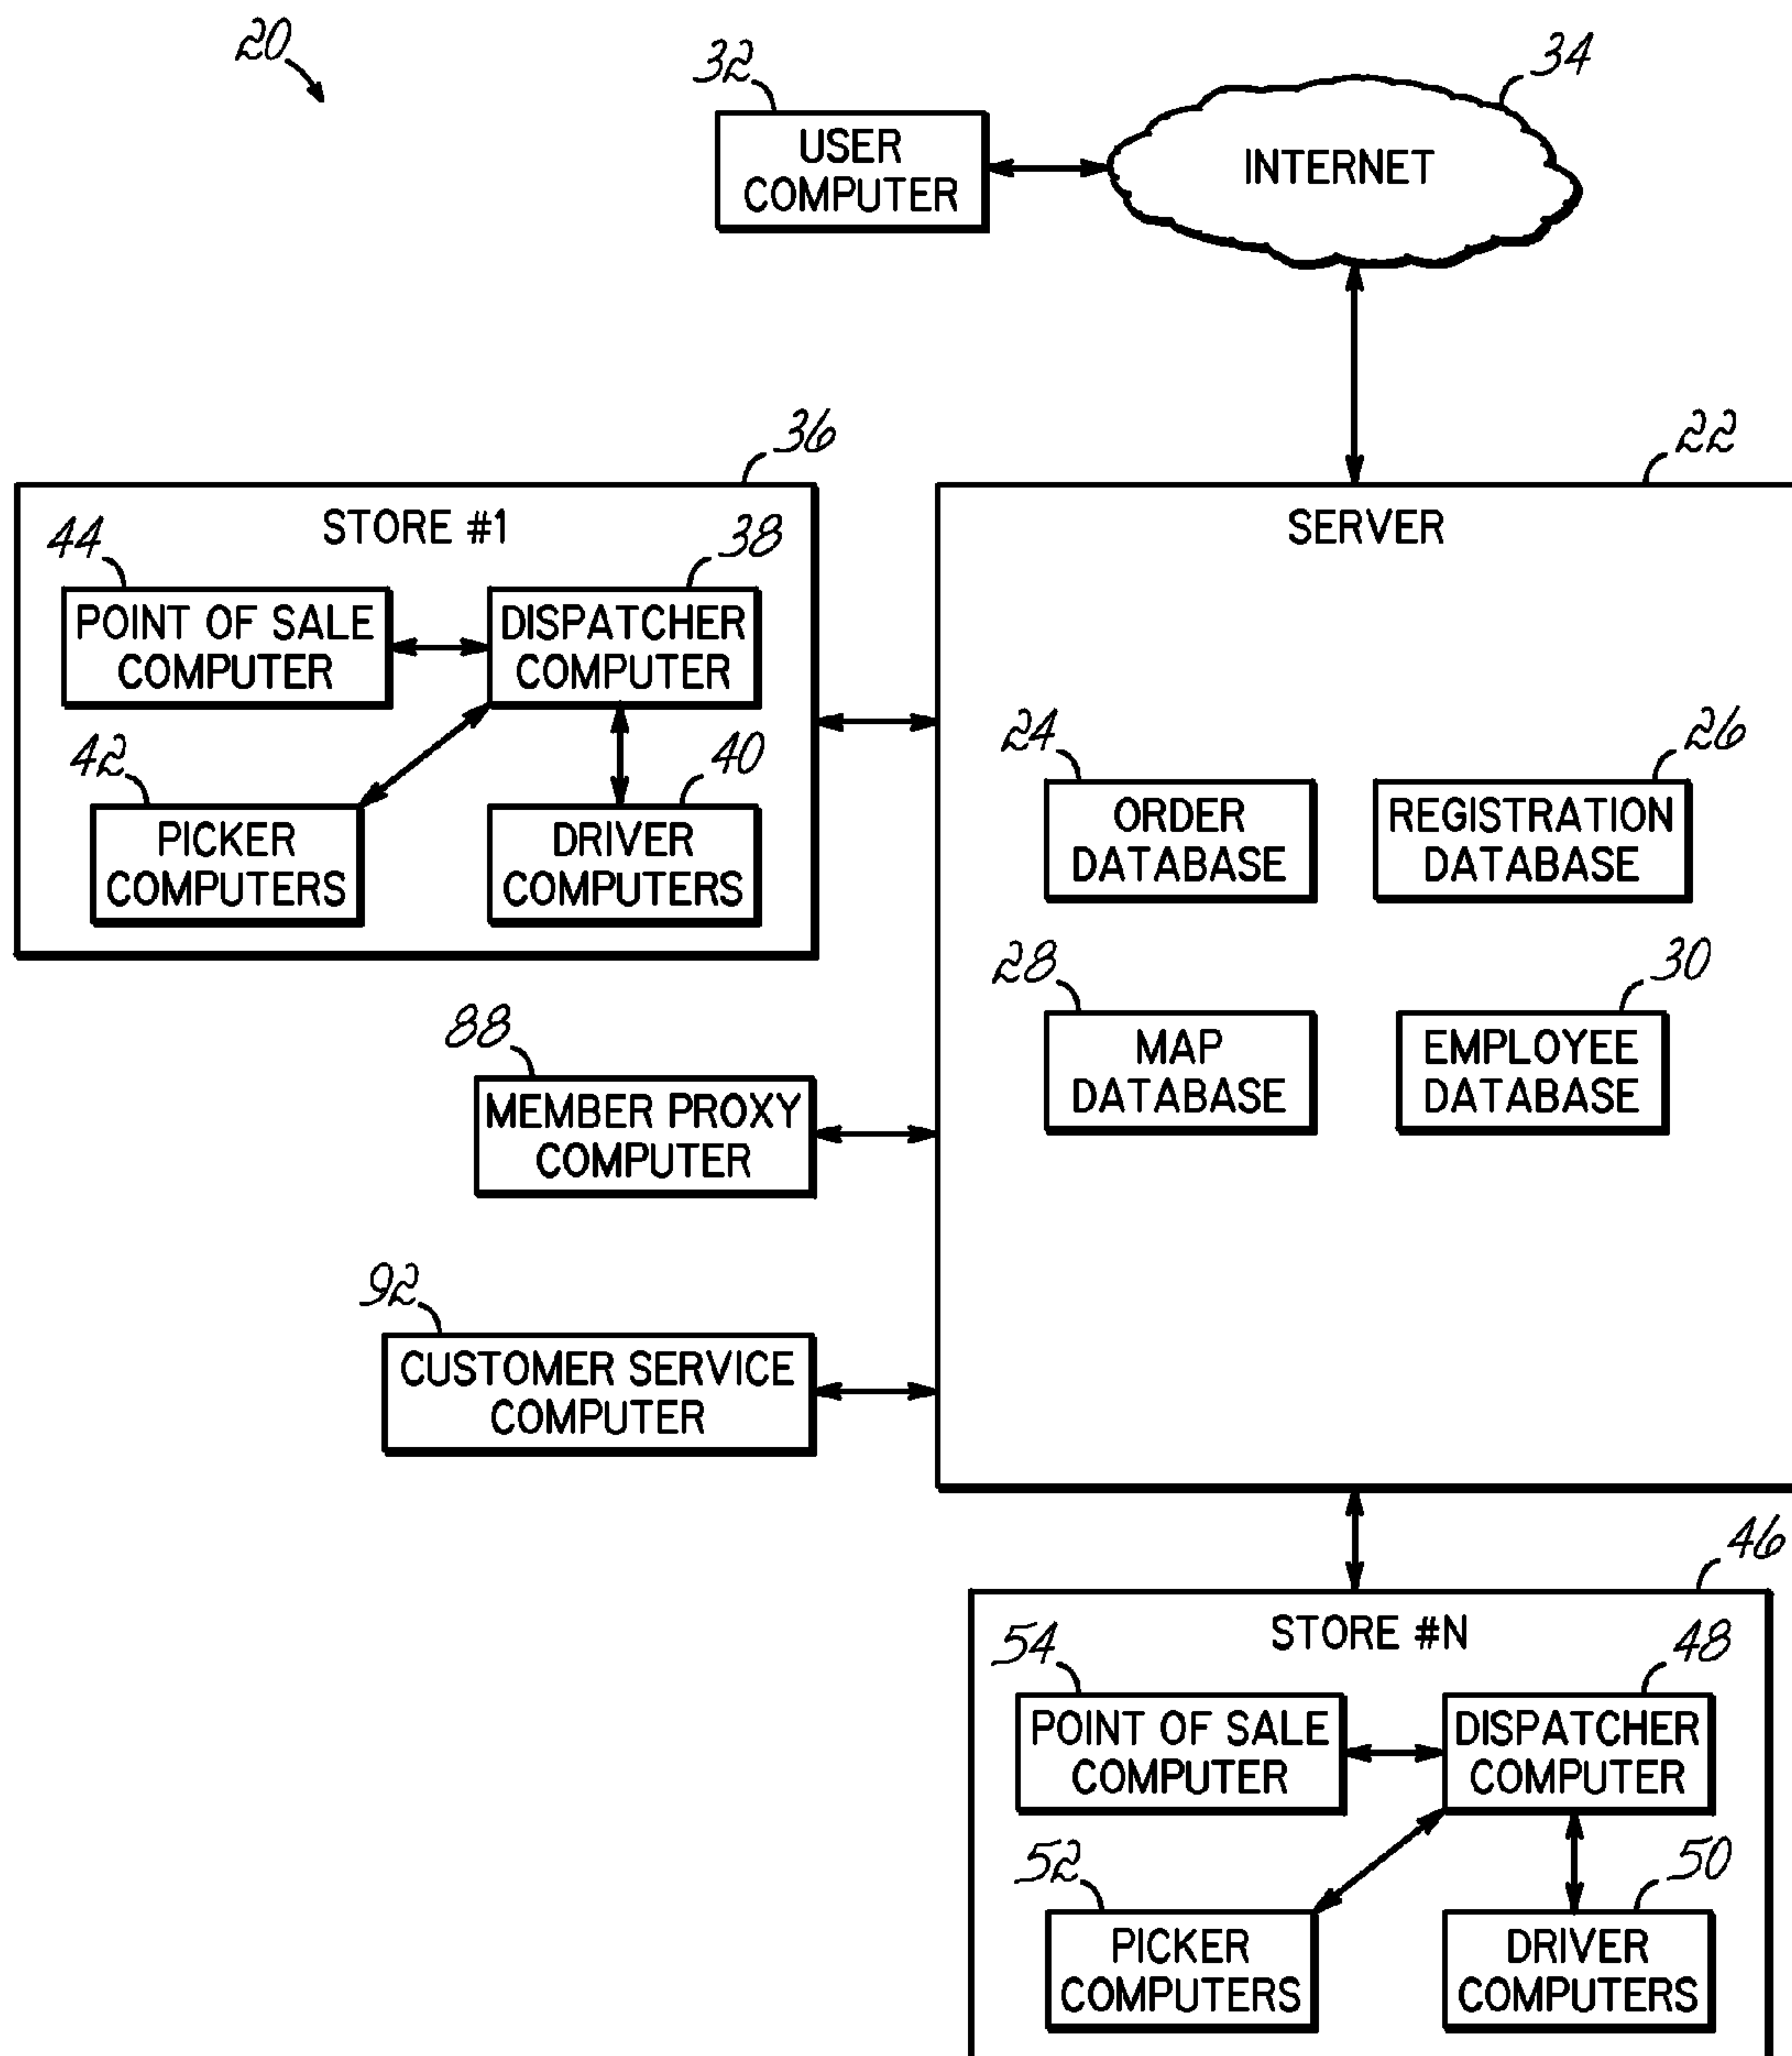 20
32
34
USER
COMPUTER
INTERNET
36
22
STORE #1
SERVER
44
38
POINT OF SALE
COMPUTER
DISPATCHER
COMPUTER
42
40
PICKER
COMPUTERS
DRIVER
COMPUTERS
24
26
ORDER
DATABASE
REGISTRATION
DATABASE
28
30
MAP
DATABASE
EMPLOYEE
DATABASE
88
MEMBER PROXY
COMPUTER
92
CUSTOMER SERVICE
COMPUTER
46
STORE #N
54
48
POINT OF SALE
COMPUTER
DISPATCHER
COMPUTER
52
50
PICKER
COMPUTERS
DRIVER
COMPUTERS